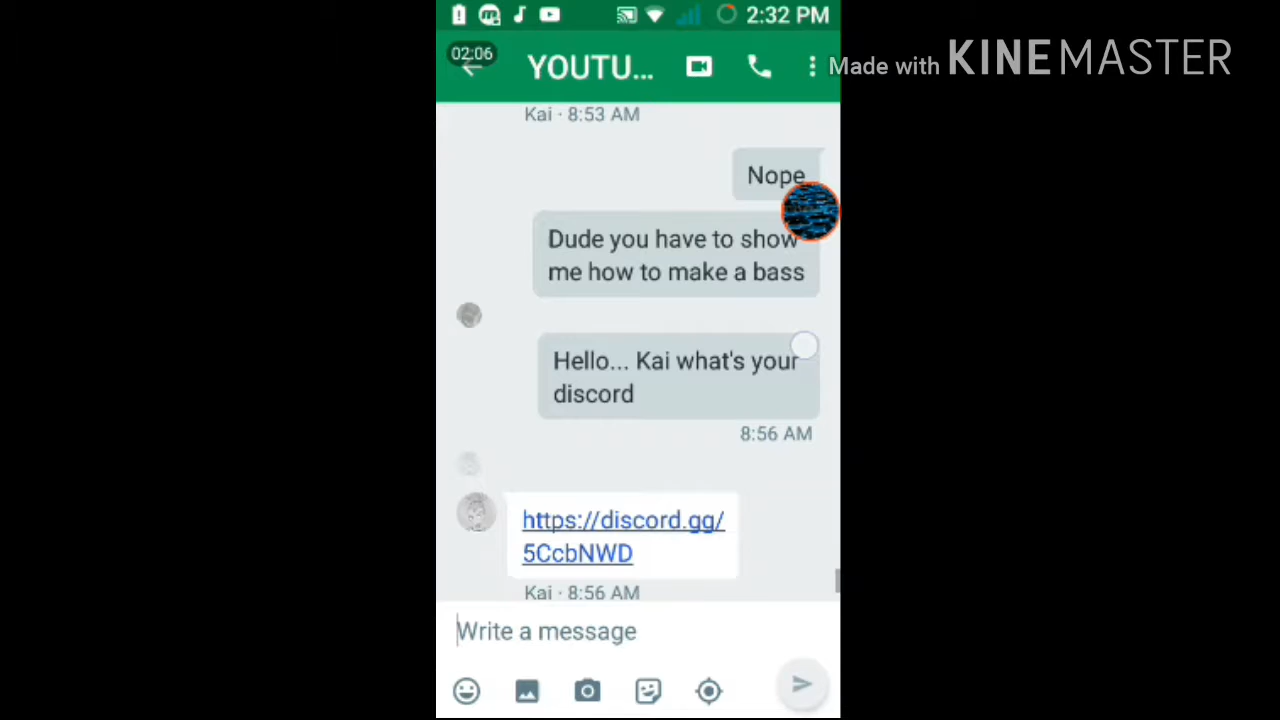 2:32 PM
02:06
YOUTU...
Made with KINEMASTER
Kai · 8:53 AM
Nope
Dude you have to show
me how to make a bass
Hello... Kai what's your
discord
8:56 AM
https://discord.gg/
5CcbNWD
Kai · 8:56 AM
Write a message